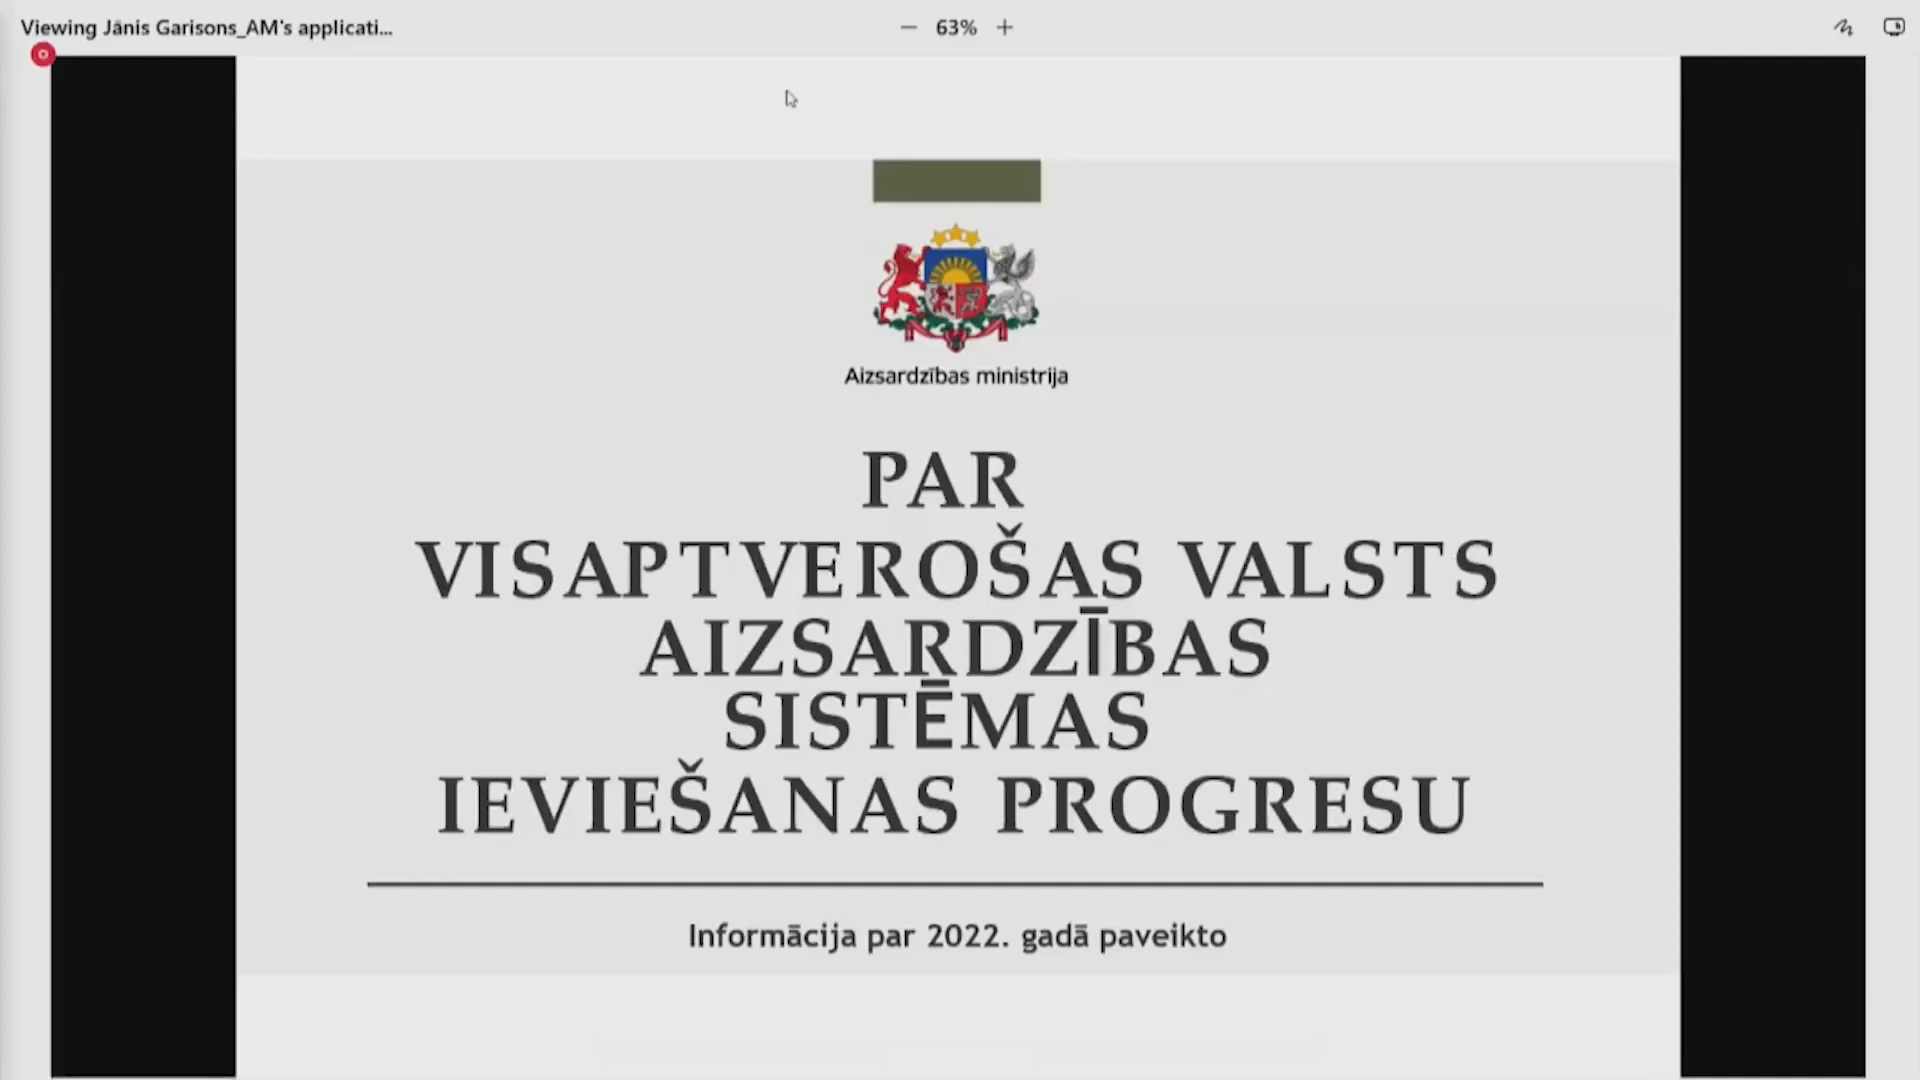 Viewing Jānis Garisons_AM's applicati...
63%
Aizsardzības ministrija
PAR
VISAPTVEROŠAS VALSTS
AIZSARDZĪBAS
SISTĒMAS
IEVIEŠANAS PROGRESU
Informācija par 2022. gadā paveikto